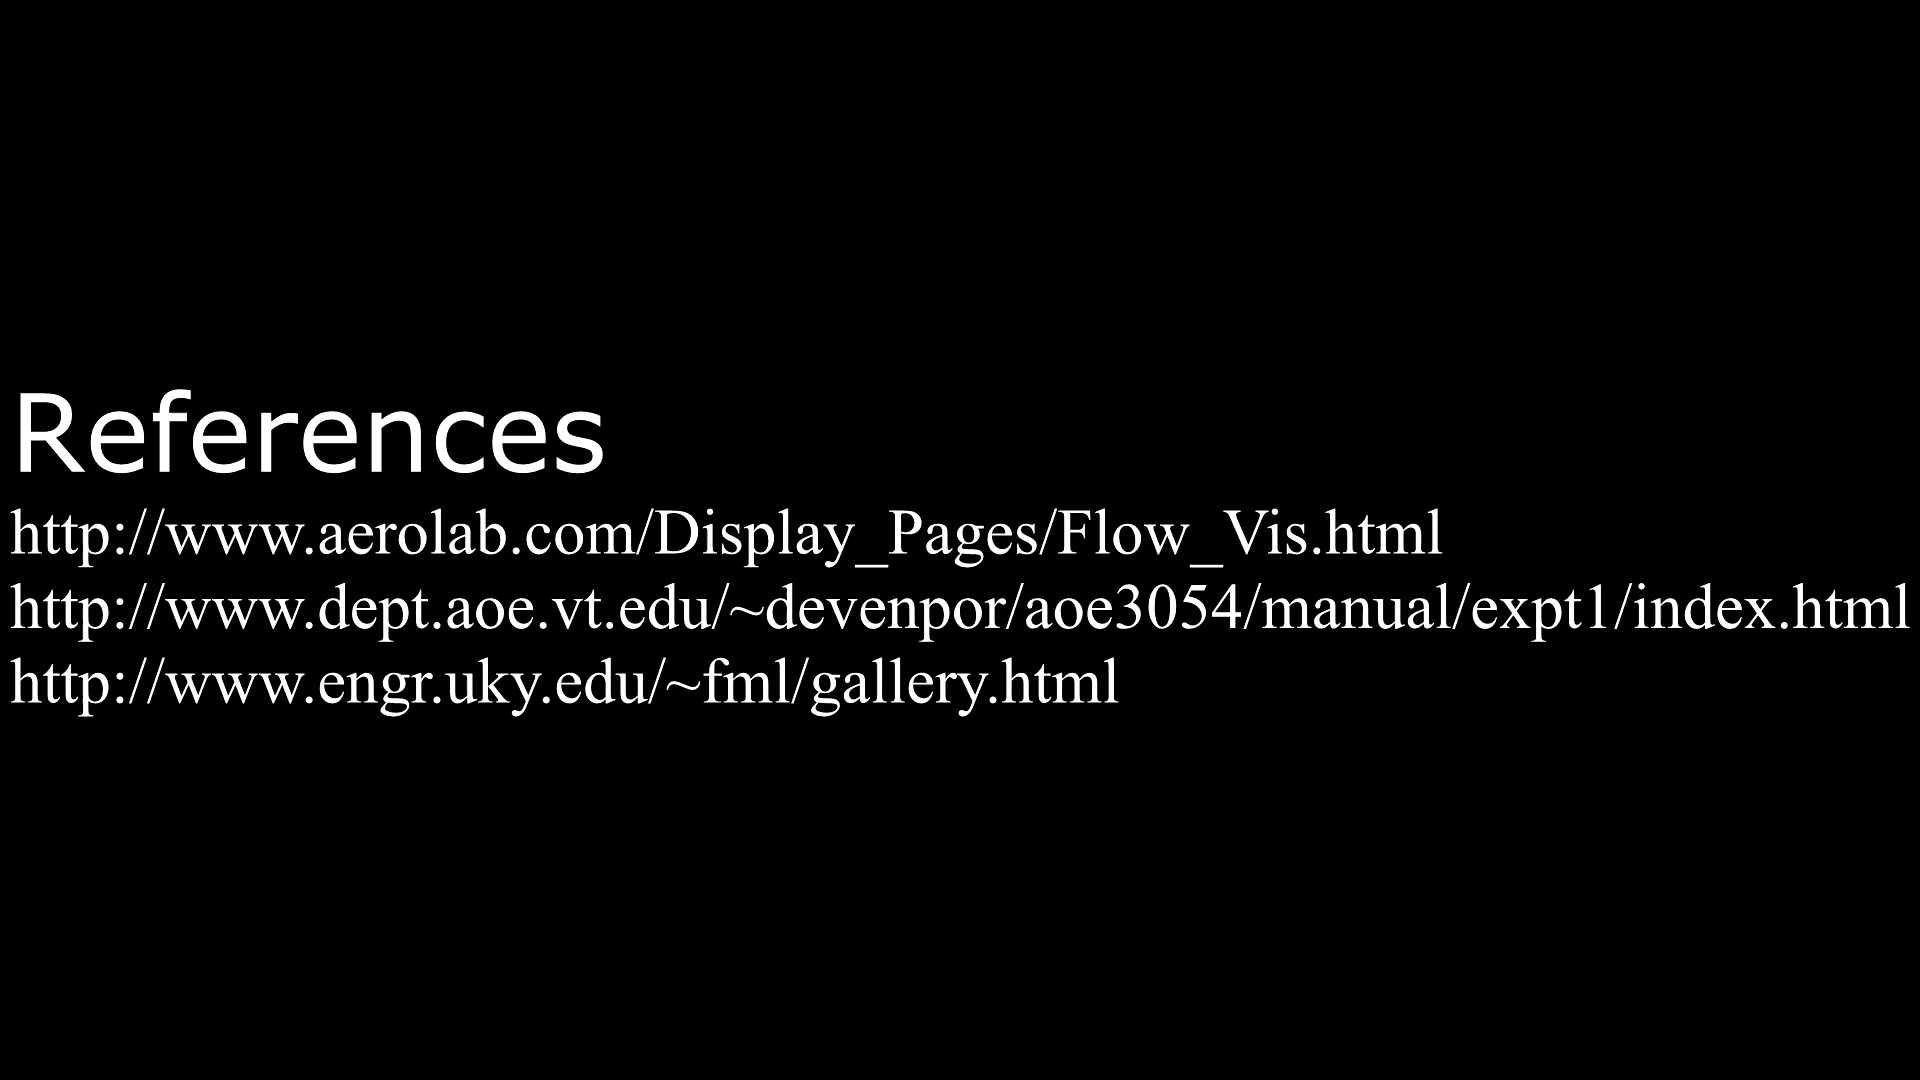 References
http://www.aerolab.com/Display_Pages/Flow_Vis.html
http://www.dept.aoe.vt.edu/~devenpor/aoe3054/manual/expt1/index.html
http://www.engr.uky.edu/~fml/gallery.html